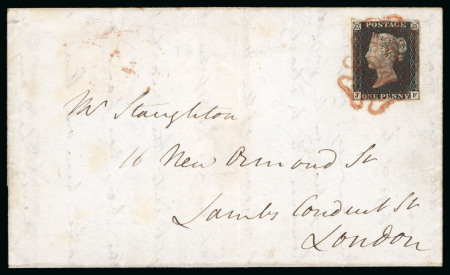 POSTAGE
J F
ONE PENNY
Mr Staughton
16 New Ormond St
Lambs Conduit St
London